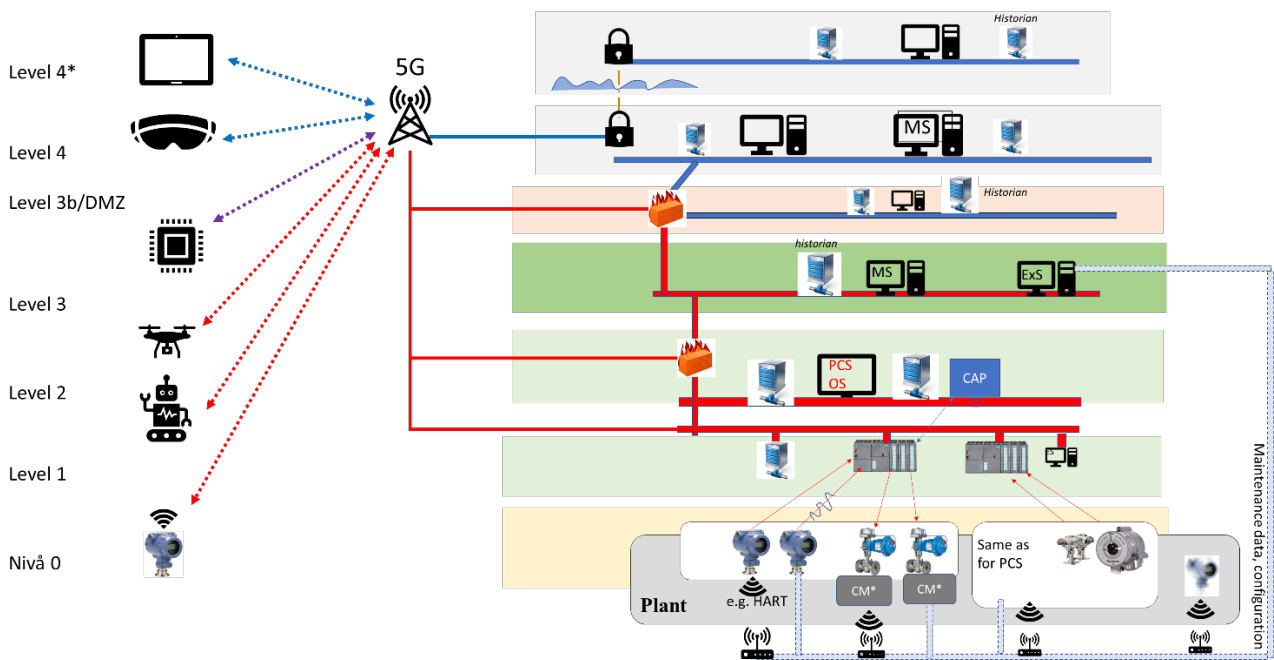 Historian
Level 4*
5G
Level 4
MS
Level 3b/DMZ
Historian
historian
MS
ExS
Level 3
PCS
OS
CAP
Level 2
Level 1
Maintenance data, configuration
Nivå 0
Same as
for PCS
CM*
CM*
e.g. HART
Plant